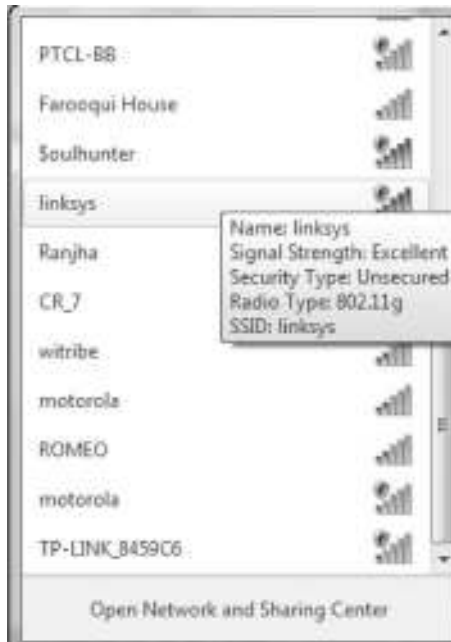 PTCL-BB
Farooqui House
Soulhunter
linksys
Name: linksys
Signal Strength: Excellent
Security Type: Unsecured
Radio Type: 802.11g
SSID: linksys
Ranjha
CR_7
witribe
motorola
ROMEO
motorola
TP-LINK_8459C6
Open Network and Sharing Center